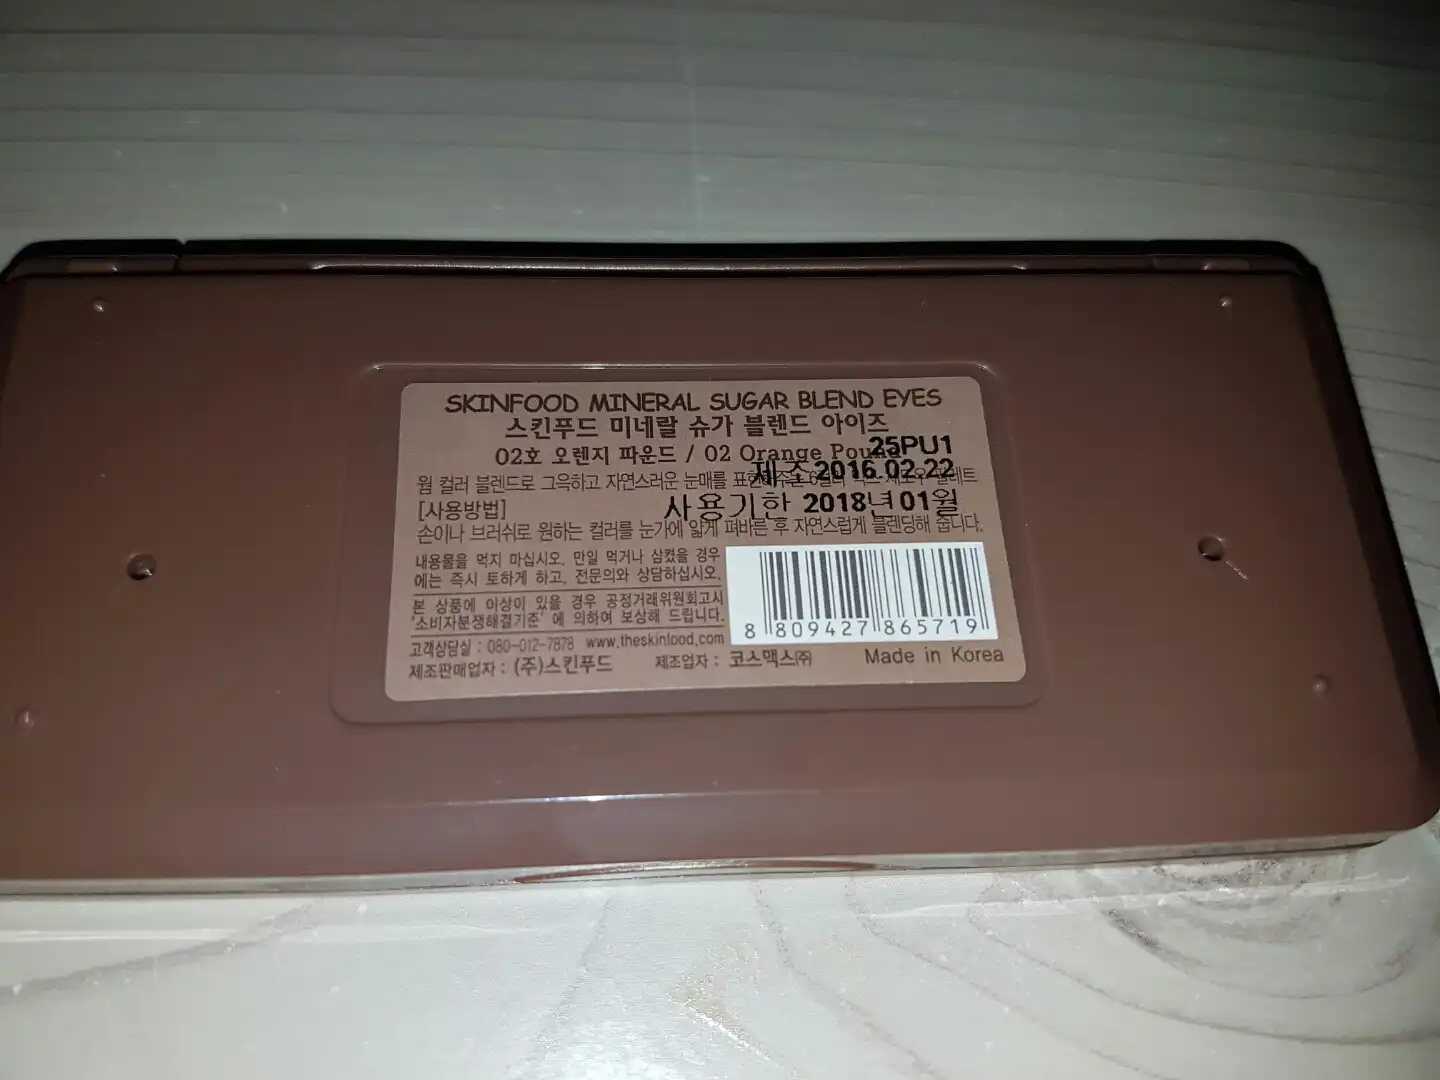 SKINFOOD MINERAL SUGAR BLEND EYES
스킨푸드 미네랄 슈가 블렌드 아이즈
25PU1
02호 오렌지 파운드 / 02 Orange Pound
제조 2016.02.22
웜 컬러 블렌드로 그윽하고 자연스러운 눈매를 표현해주는 6컬러
사용기한 2018년01월
[사용방법]
손이나 브러쉬로 원하는 컬러를 눈가에 얇게 펴바른 후 자연스럽게 블렌딩해 줍니다.
내용물을 먹지 마십시오. 만일 먹거나 삼켰을 경우
에는 즉시 토하게 하고, 전문의와 상담하십시오.
본 상품에 이상이 있을 경우 공정거래위원회고시
'소비자분쟁해결기준' 에 의하여 보상해 드립니다.
고객상담실 : 080-012-7878 www.theskinfood.com
제조판매업자 : (주)스킨푸드 제조업자 : 코스맥스㈜ Made in Korea
8 809427 865719